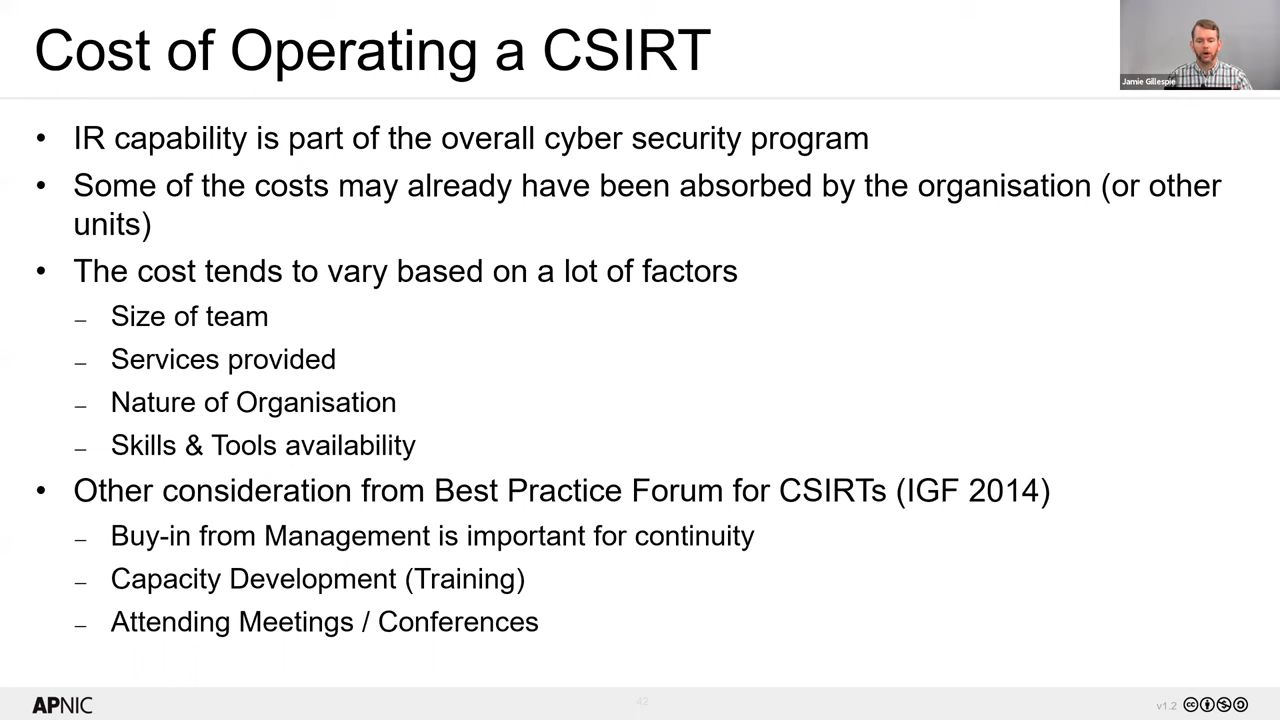 Cost of Operating a CSIRT
Jamie Gillespie
• IR capability is part of the overall cyber security program
• Some of the costs may already have been absorbed by the organisation (or other
units)
• The cost tends to vary based on a lot of factors
– Size of team
– Services provided
– Nature of Organisation
– Skills & Tools availability
• Other consideration from Best Practice Forum for CSIRTs (IGF 2014)
– Buy-in from Management is important for continuity
– Capacity Development (Training)
– Attending Meetings / Conferences
APNIC
42
v1.2